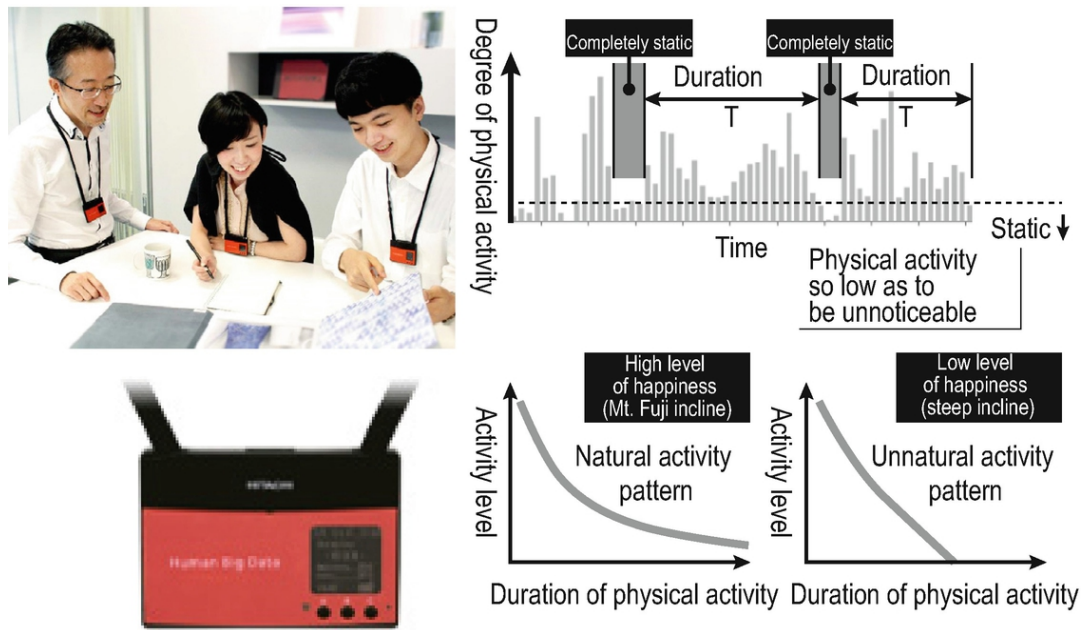 Degree of physical activity
Completely static
Completely static
Duration
T
Duration
T
Time
Static
Physical activity
so low as to
be unnoticeable
HITACHI
Human Big Data
High level
of happiness
(Mt. Fuji incline)
Activity level
Natural activity
pattern
Duration of physical activity
Low level
of happiness
(steep incline)
Activity level
Unnatural activity
pattern
Duration of physical activity